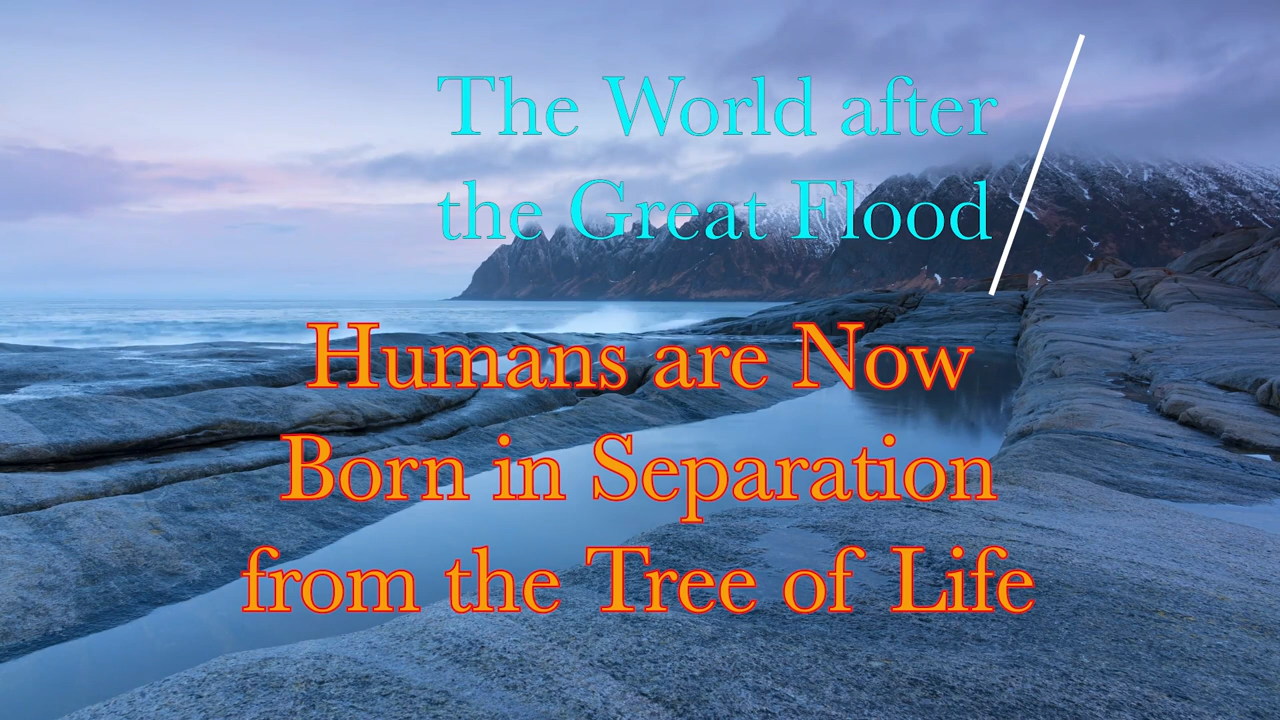 The World after
the Great Flood
Humans are Now
Born in Separation
from the Tree of Life